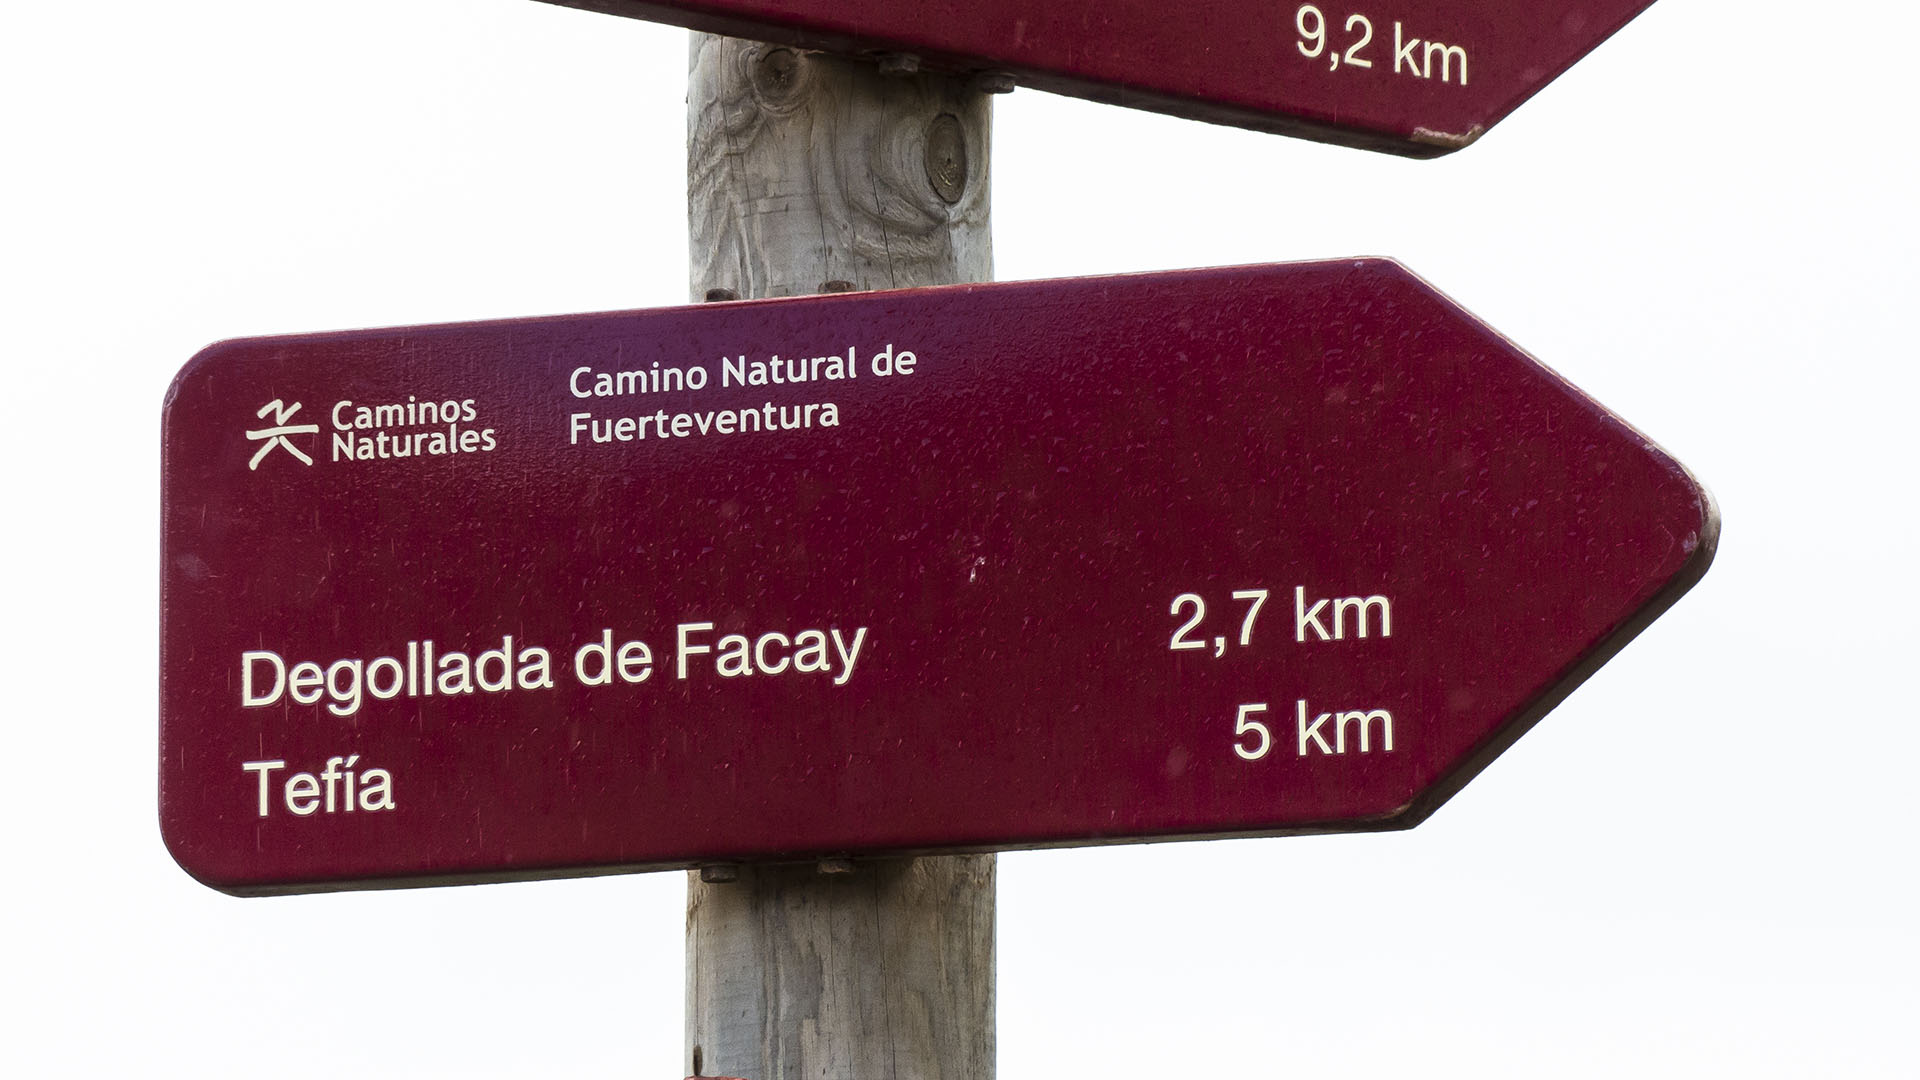 9,2 km
Caminos
Naturales
Camino Natural de
Fuerteventura
Degollada de Facay 2,7 km
Tefía 5 km